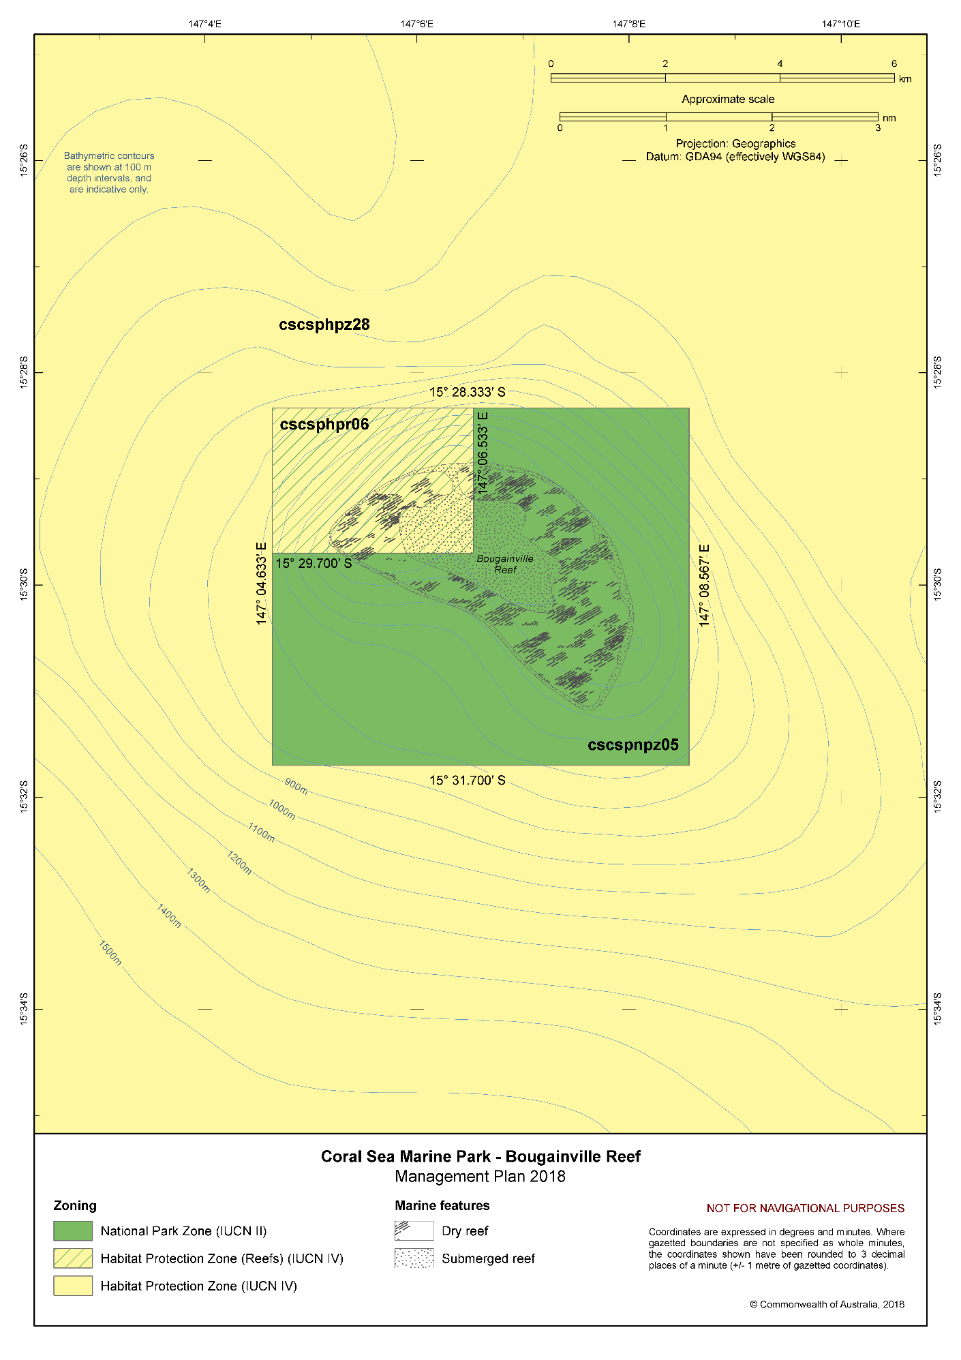 147°4'E
147°6'E
147°8'E
147°10'E
0 2 4 6
km
Approximate scale
nm
0 1 2 3
Projection: Geographics
Datum: GDA94 (effectively WGS84)
Bathymetric contours
are shown at 100 m
depth intervals, and
are indicative only.
15°26'S
15°26'S
cscsphpz28
15°28'S
15°28'S
15° 28.333' S
cscsphpr06
147° 06.533' E
15° 29.700' S
Bougainville
Reef
147° 04.633' E
147° 08.567' E
15°30'S
15°30'S
cscspnpz05
15° 31.700' S
15°32'S
15°32'S
900m
1000m
1100m
1200m
1300m
1400m
1500m
15°34'S
15°34'S
Coral Sea Marine Park - Bougainville Reef
Management Plan 2018
Zoning
National Park Zone (IUCN II)
Habitat Protection Zone (Reefs) (IUCN IV)
Habitat Protection Zone (IUCN IV)
Marine features
Dry reef
Submerged reef
NOT FOR NAVIGATIONAL PURPOSES
Coordinates are expressed in degrees and minutes. Where
gazetted boundaries are not specified as whole minutes,
the coordinates shown have been rounded to 3 decimal
places of a minute (+/- 1 metre of gazetted coordinates).
© Commonwealth of Australia, 2018